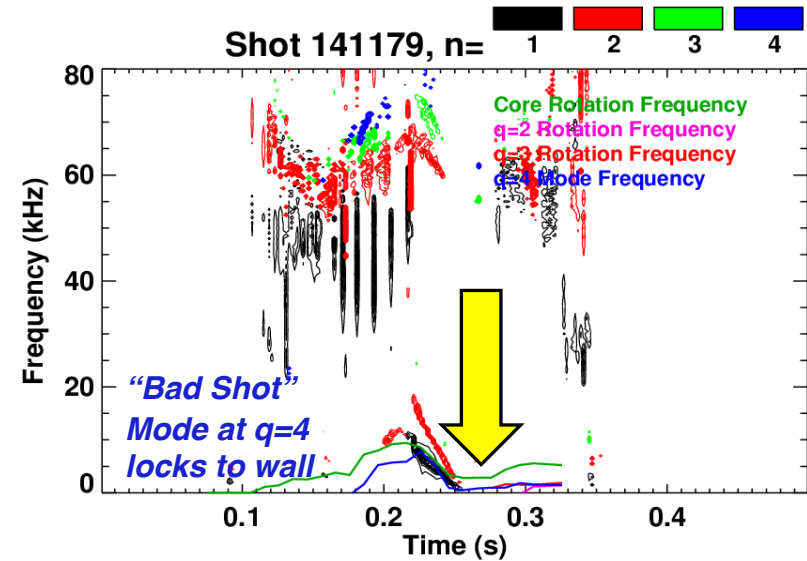 Shot 141179, n=
1 2 3 4
Core Rotation Frequency
q=2 Rotation Frequency
q=3 Rotation Frequency
q=4 Mode Frequency
80
60
40
20
0
Frequency (kHz)
“Bad Shot”
Mode at q=4
locks to wall
0.1 0.2 0.3 0.4
Time (s)